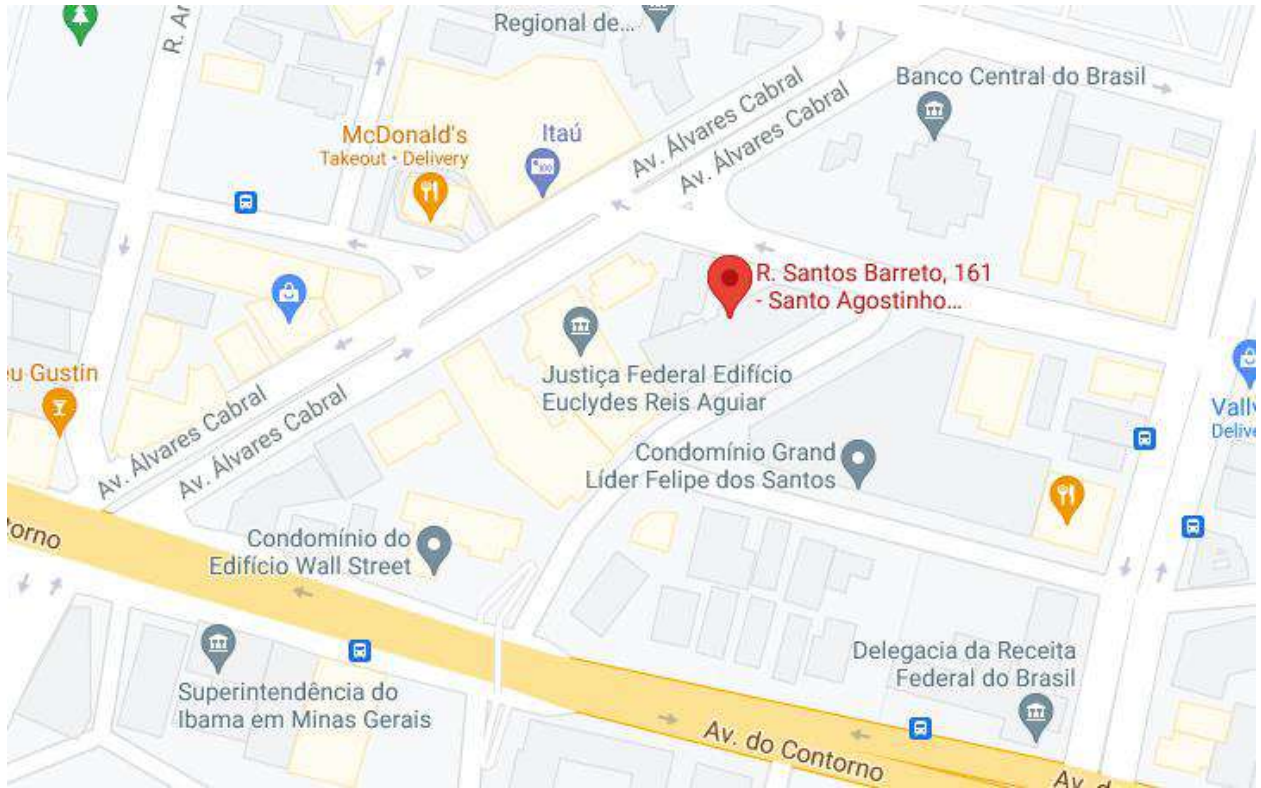 Regional de...
R. Ar
Banco Central do Brasil
McDonald's
Takeout • Delivery
Itaú
Av. Álvares Cabral
Av. Álvares Cabral
R. Santos Barreto, 161
- Santo Agostinho...
Justiça Federal Edifício
Euclydes Reis Aguiar
eu Gustin
Av. Álvares Cabral
Av. Álvares Cabral
Vall
Delive
Condomínio Grand
Líder Felipe dos Santos
orno
Condomínio do
Edifício Wall Street
Delegacia da Receita
Federal do Brasil
Superintendência do
Ibama em Minas Gerais
Av. do Contorno
Av. d